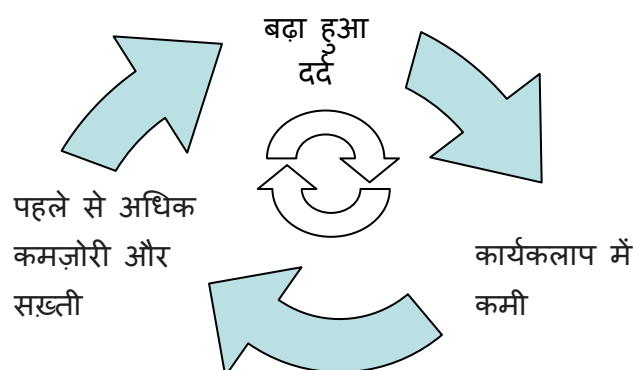 बढ़ा हुआ
दर्द
कार्यकलाप में
कमी
पहले से अधिक
कमज़ोरी और
सख़्ती